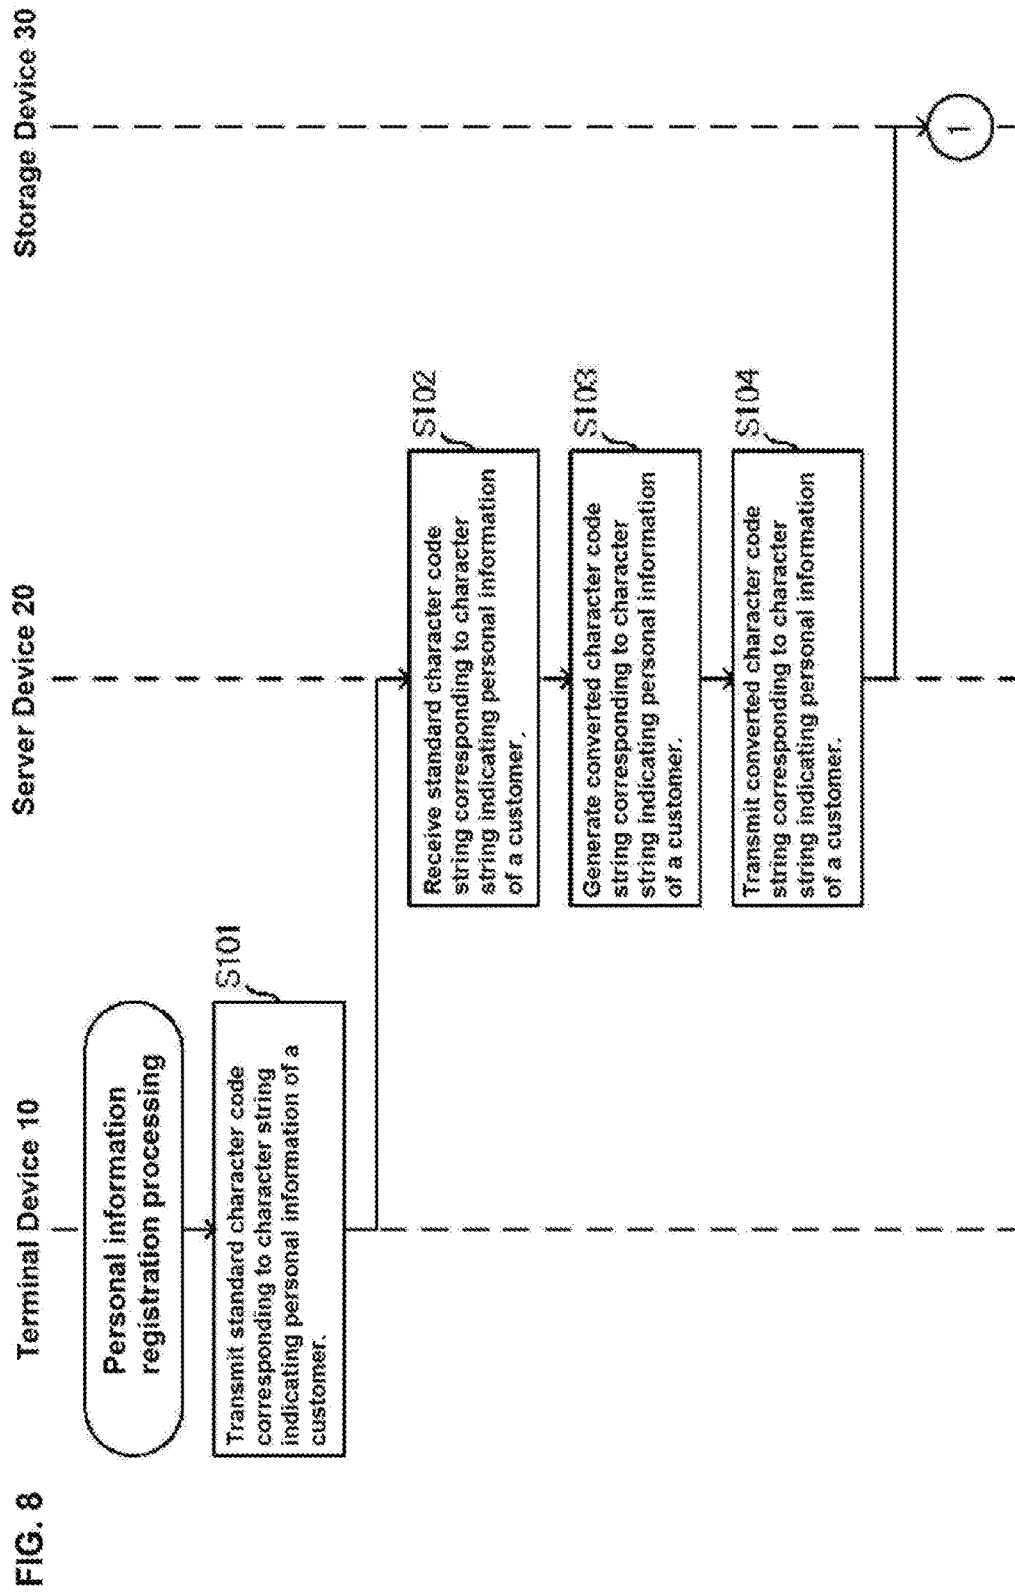 FIG. 8
Terminal Device 10
Server Device 20
Storage Device 30
Personal information
registration processing
S101
Transmit standard character code
corresponding to character string
indicating personal information of a
customer.
S102
Receive standard character code
string corresponding to character
string indicating personal information
of a customer.
S103
Generate converted character code
string corresponding to character
string indicating personal information
of a customer.
S104
Transmit converted character code
string corresponding to character
string indicating personal information
of a customer.
1